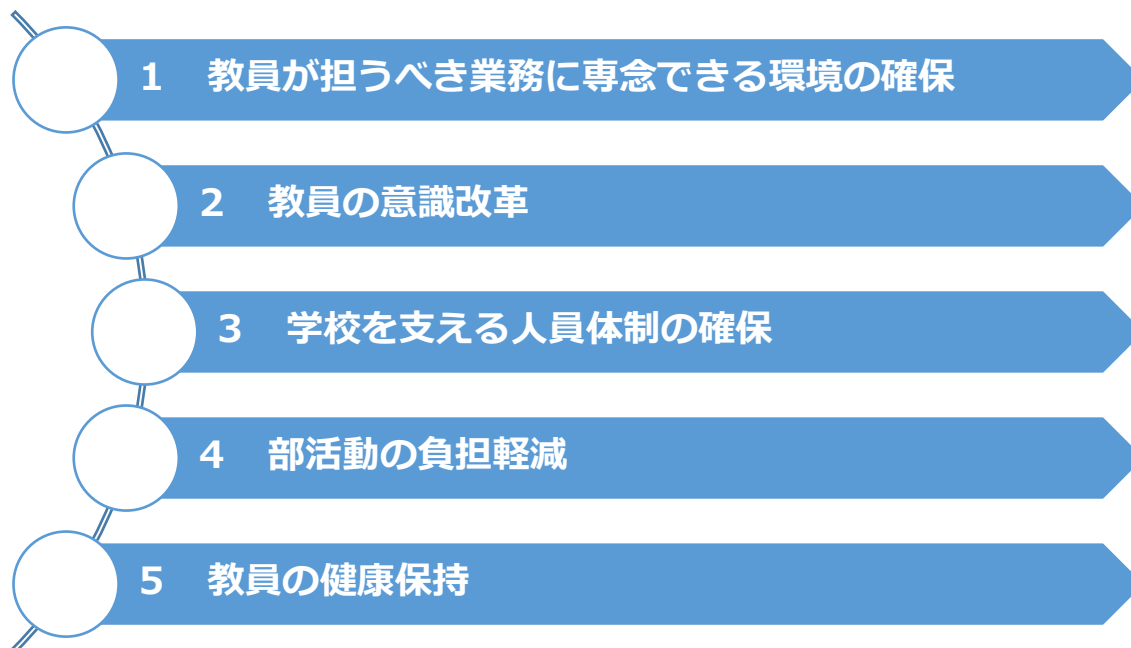 1 教員が担うべき業務に専念できる環境の確保
2 教員の意識改革
3 学校を支える人員体制の確保
4 部活動の負担軽減
5 教員の健康保持